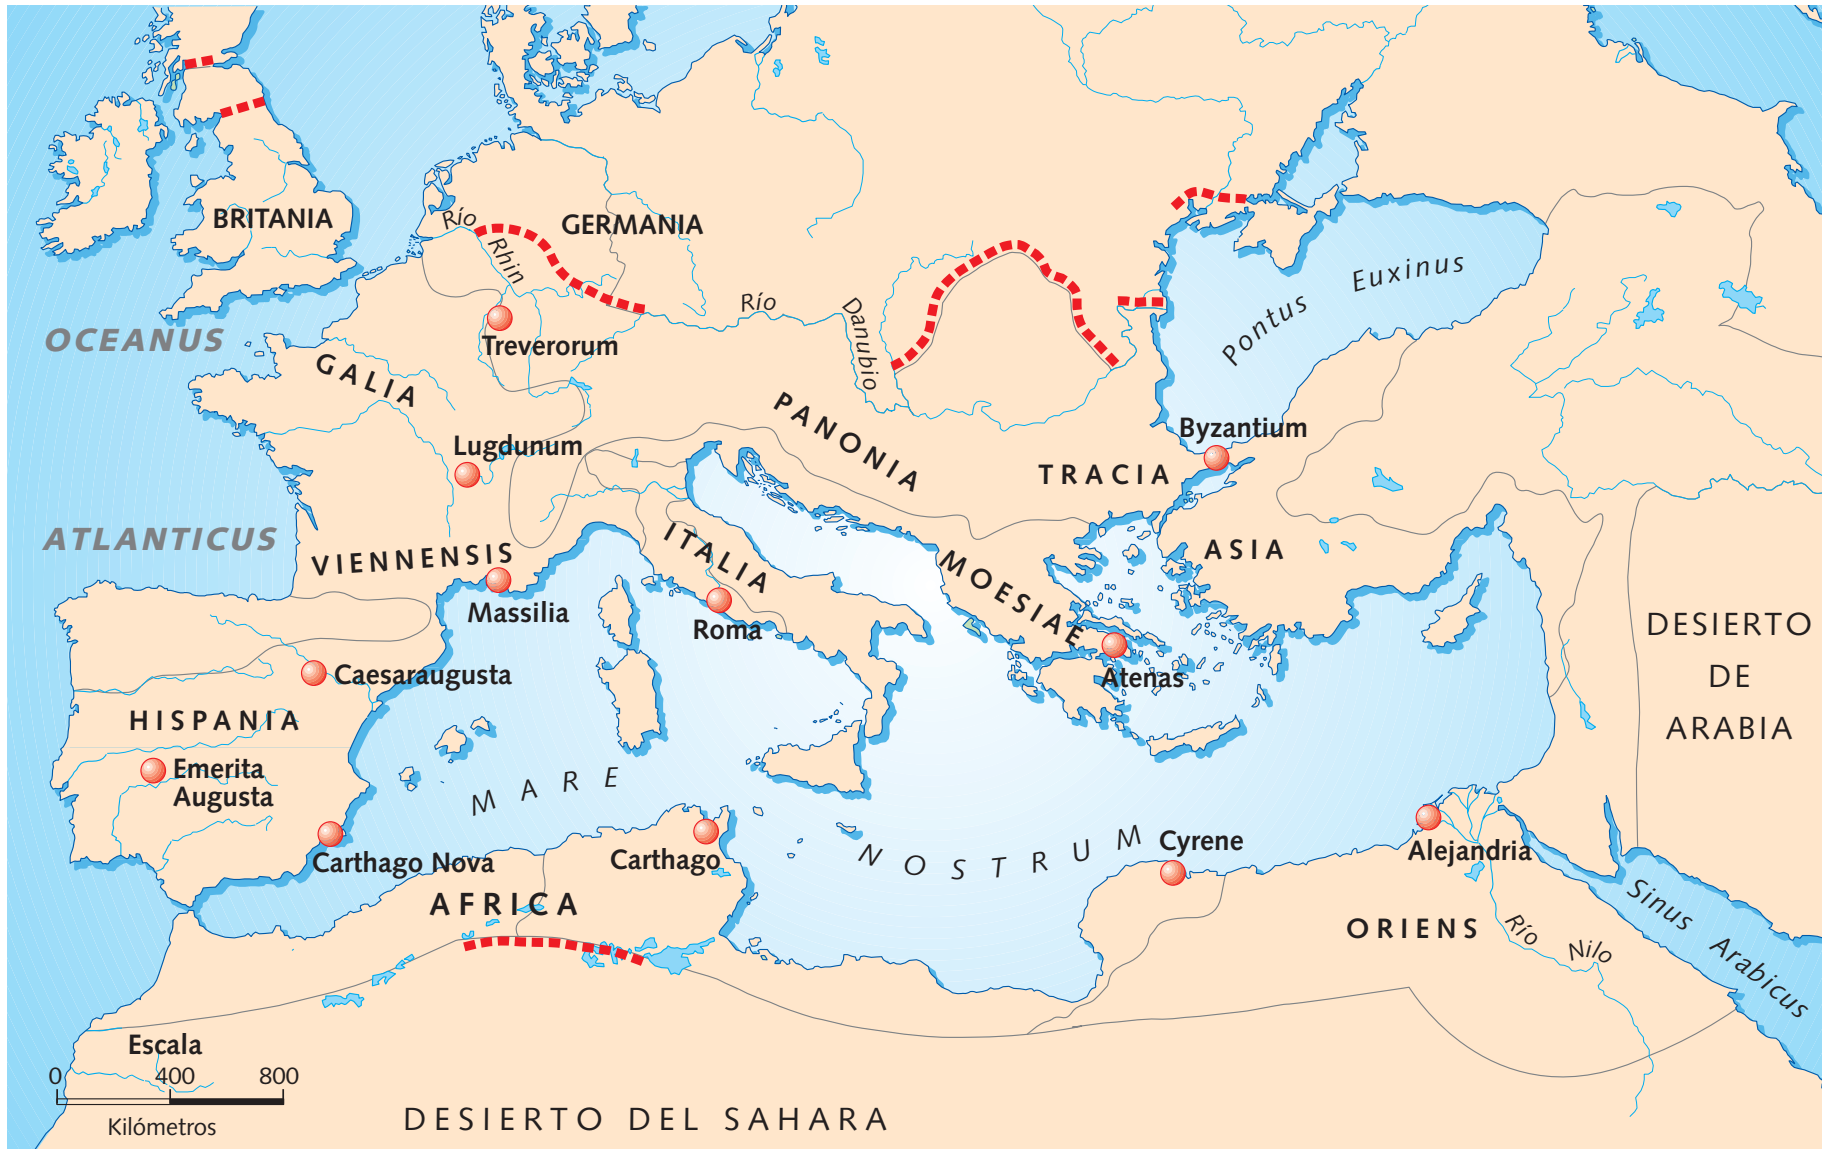 BRITANIA
Río
Rhin
GERMANIA
OCEANUS
Treverorum
Río
Danubio
Pontus Euxinus
GALIA
PANONIA
Lugdunum
Byzantium
TRACIA
ATLANTICUS
VIENNENSIS
ITALIA
MOESIAE
ASIA
Massilia
Roma
DESIERTO
DE
ARABIA
Caesaraugusta
Atenas
HISPANIA
Emerita
Augusta
MARE NOSTRUM
Carthago Nova
Carthago
Cyrene
Alejandria
AFRICA
ORIENS
Río Nilo
Sinus Arabicus
Escala
0 400 800
Kilómetros
DESIERTO DEL SAHARA